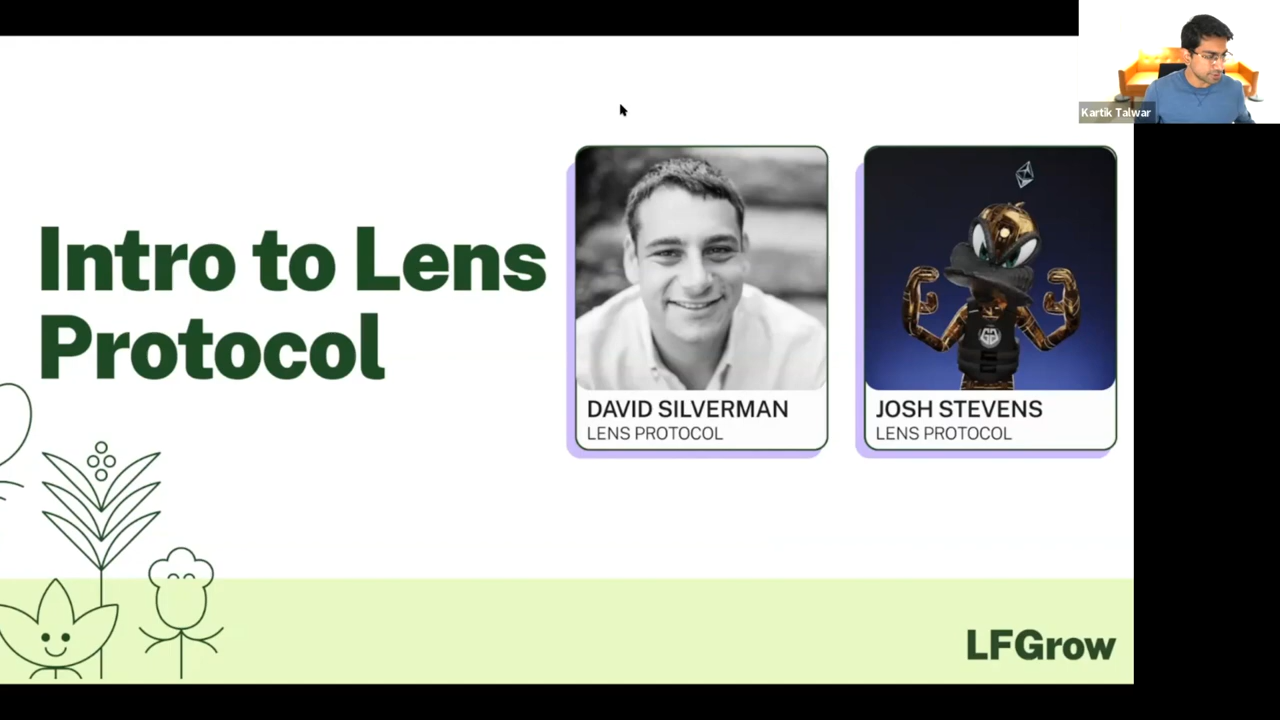 Kartik Talwar
Intro to Lens
Protocol
DAVID SILVERMAN
LENS PROTOCOL
JOSH STEVENS
LENS PROTOCOL
LFGrow